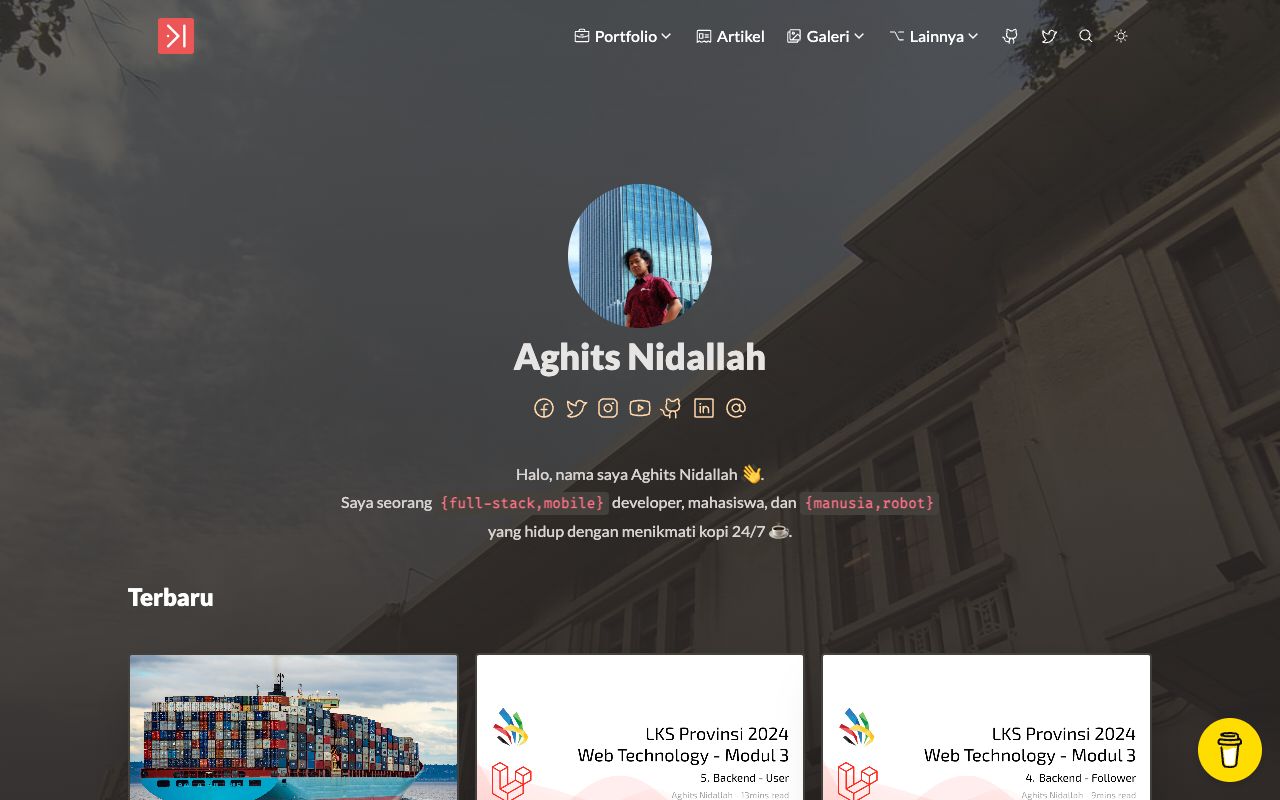 Portfolio
Artikel
Galeri
Lainnya
Aghits Nidallah
Halo, nama saya Aghits Nidallah 👋.
Saya seorang {full-stack,mobile} developer, mahasiswa, dan {manusia,robot}
yang hidup dengan menikmati kopi 24/7 ☕.
Terbaru
LKS Provinsi 2024
Web Technology - Modul 3
5. Backend - User
Aghits Nidallah - 13mins read
LKS Provinsi 2024
Web Technology - Modul 3
4. Backend - Follower
Aghits Nidallah - 9mins read